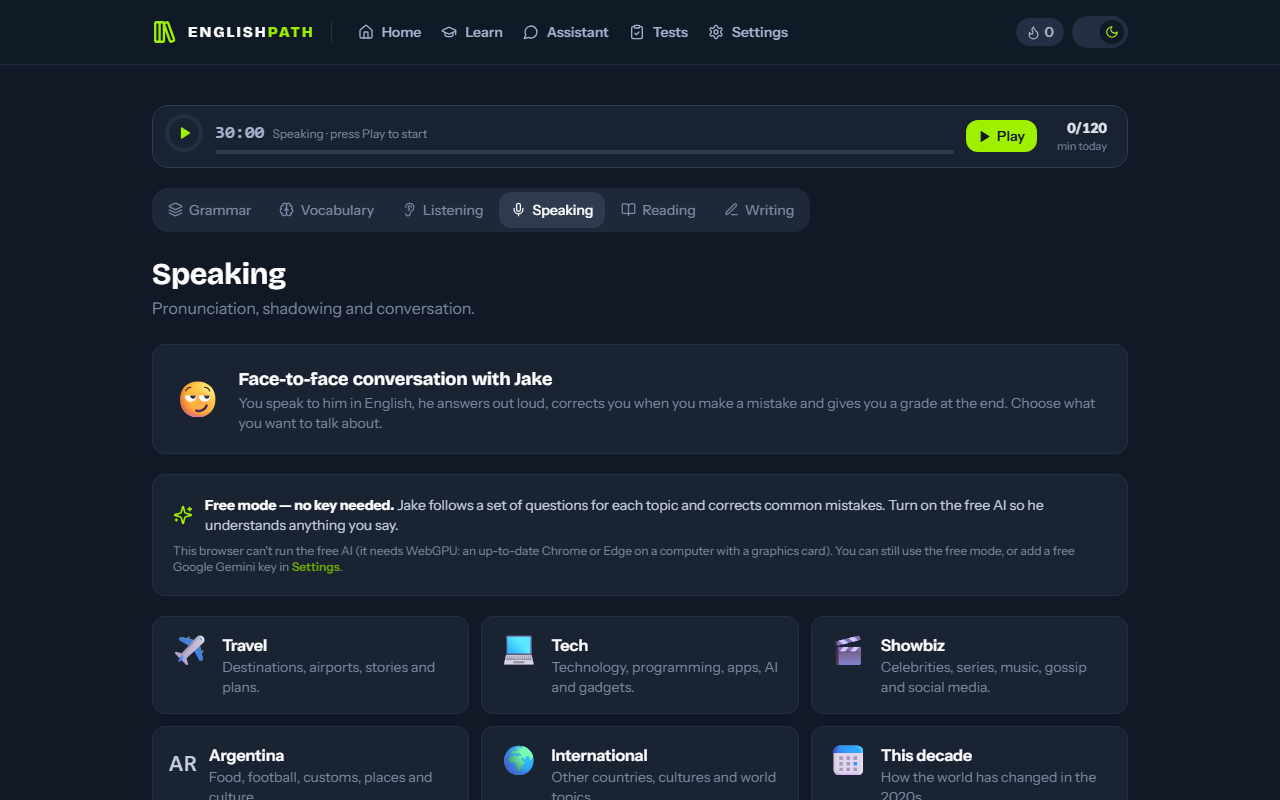 ENGLISHPATH
Home
Learn
Assistant
Tests
Settings
0
30:00 Speaking · press Play to start
Play
0/120
min today
Grammar
Vocabulary
Listening
Speaking
Reading
Writing
Speaking
Pronunciation, shadowing and conversation.
Face-to-face conversation with Jake
You speak to him in English, he answers out loud, corrects you when you make a mistake and gives you a grade at the end. Choose what
you want to talk about.
Free mode — no key needed. Jake follows a set of questions for each topic and corrects common mistakes. Turn on the free AI so he
understands anything you say.
This browser can't run the free AI (it needs WebGPU: an up-to-date Chrome or Edge on a computer with a graphics card). You can still use the free mode, or add a free
Google Gemini key in Settings.
Travel
Destinations, airports, stories and
plans.
Tech
Technology, programming, apps, AI
and gadgets.
Showbiz
Celebrities, series, music, gossip
and social media.
AR
Argentina
Food, football, customs, places and
culture.
International
Other countries, cultures and world
topics.
This decade
How the world has changed in the
2020s.